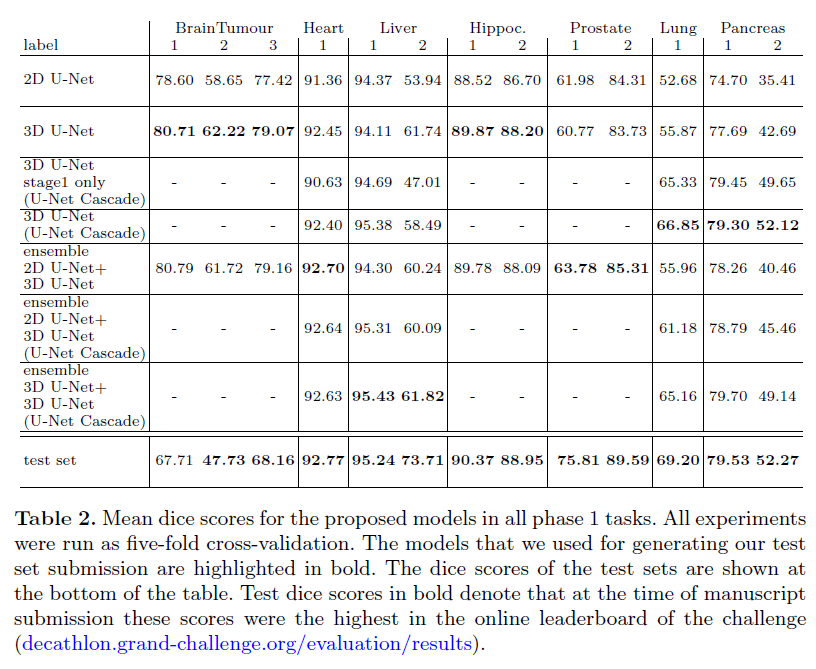 BrainTumour Heart Liver Hippoc. Prostate Lung Pancreas
label 1 2 3 1 1 2 1 2 1 2 1 1 2
2D U-Net 78.60 58.65 77.42 91.36 94.37 53.94 88.52 86.70 61.98 84.31 52.68 74.70 35.41
3D U-Net 80.71 62.22 79.07 92.45 94.11 61.74 89.87 88.20 60.77 83.73 55.87 77.69 42.69
3D U-Net
stage1 only - - - 90.63 94.69 47.01 - - - - 65.33 79.45 49.65
(U-Net Cascade)
3D U-Net
(U-Net Cascade) - - - 92.40 95.38 58.49 - - - - 66.85 79.30 52.12
ensemble
2D U-Net+ 80.79 61.72 79.16 92.70 94.30 60.24 89.78 88.09 63.78 85.31 55.96 78.26 40.46
3D U-Net
ensemble
2D U-Net+
3D U-Net - - - 92.64 95.31 60.09 - - - - 61.18 78.79 45.46
(U-Net Cascade)
ensemble
3D U-Net+
3D U-Net - - - 92.63 95.43 61.82 - - - - 65.16 79.70 49.14
(U-Net Cascade)
test set 67.71 47.73 68.16 92.77 95.24 73.71 90.37 88.95 75.81 89.59 69.20 79.53 52.27
Table 2. Mean dice scores for the proposed models in all phase 1 tasks. All experiments
were run as five-fold cross-validation. The models that we used for generating our test
set submission are highlighted in bold. The dice scores of the test sets are shown at
the bottom of the table. Test dice scores in bold denote that at the time of manuscript
submission these scores were the highest in the online leaderboard of the challenge
(decathlon.grand-challenge.org/evaluation/results).